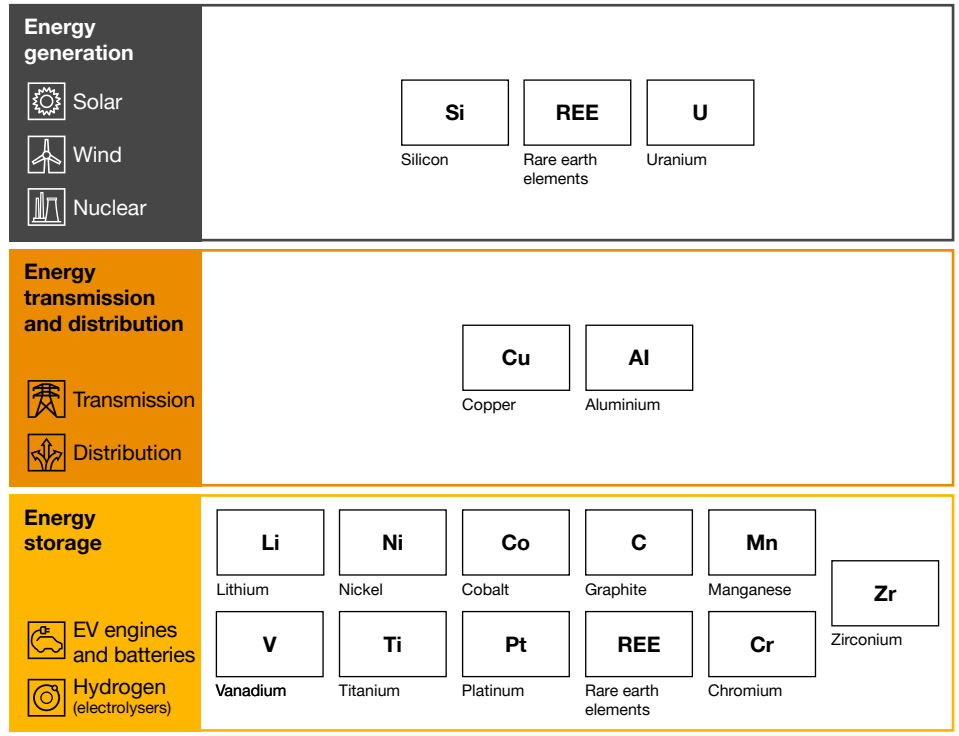 Energy
generation
Solar
Wind
Nuclear
Si
REE
U
Silicon
Rare earth
elements
Uranium
Energy
transmission
and distribution
Transmission
Distribution
Cu
Al
Copper
Aluminium
Energy
storage
EV engines
and batteries
Hydrogen
(electrolysers)
Li
Ni
Co
C
Mn
Lithium
Nickel
Cobalt
Graphite
Manganese
V
Ti
Pt
REE
Cr
Vanadium
Titanium
Platinum
Rare earth
elements
Chromium
Zr
Zirconium